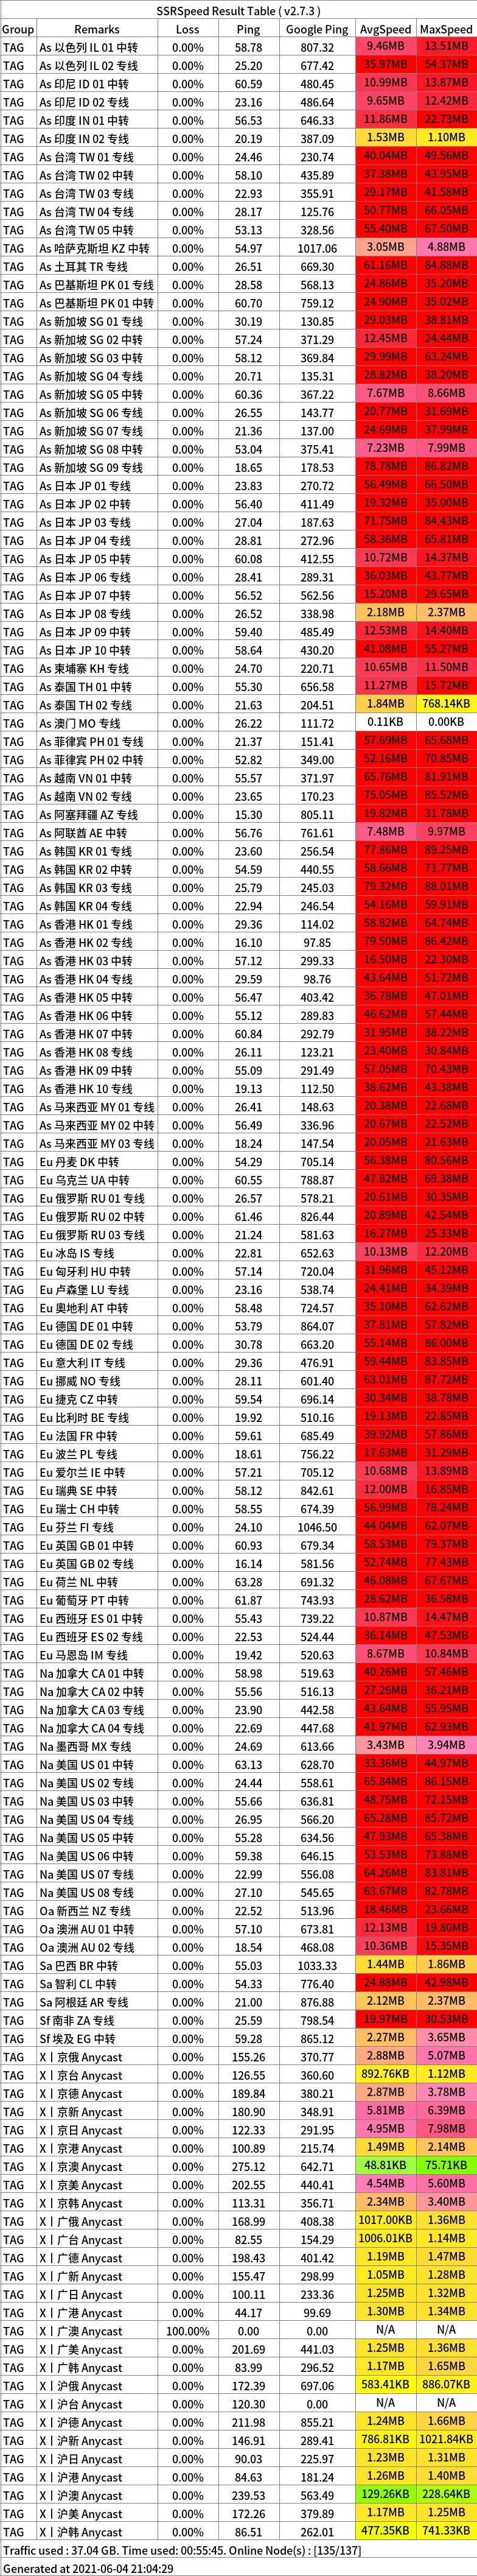 SSRSpeed Result Table ( v2.7.3 )
Group Remarks Loss Ping Google Ping AvgSpeed MaxSpeed
TAG As 以色列 IL 01 中转 0.00% 58.78 807.32 9.46MB 13.51MB
TAG As 以色列 IL 02 专线 0.00% 25.20 677.42 35.97MB 54.37MB
TAG As 印尼 ID 01 中转 0.00% 60.59 480.45 10.99MB 13.87MB
TAG As 印尼 ID 02 专线 0.00% 23.16 486.64 9.65MB 12.42MB
TAG As 印度 IN 01 中转 0.00% 56.53 646.33 11.86MB 22.73MB
TAG As 印度 IN 02 专线 0.00% 20.19 387.09 1.53MB 1.10MB
TAG As 台湾 TW 01 专线 0.00% 24.46 230.74 40.04MB 49.56MB
TAG As 台湾 TW 02 中转 0.00% 58.10 435.89 37.38MB 43.95MB
TAG As 台湾 TW 03 专线 0.00% 22.93 355.91 29.17MB 41.58MB
TAG As 台湾 TW 04 专线 0.00% 28.17 125.76 50.77MB 66.05MB
TAG As 台湾 TW 05 中转 0.00% 53.13 328.56 55.40MB 67.50MB
TAG As 哈萨克斯坦 KZ 中转 0.00% 54.97 1017.06 3.05MB 4.88MB
TAG As 土耳其 TR 专线 0.00% 26.51 669.30 61.16MB 84.88MB
TAG As 巴基斯坦 PK 01 专线 0.00% 28.58 568.13 24.86MB 35.20MB
TAG As 巴基斯坦 PK 01 中转 0.00% 60.70 759.12 24.90MB 35.02MB
TAG As 新加坡 SG 01 专线 0.00% 30.19 130.85 29.03MB 38.81MB
TAG As 新加坡 SG 02 中转 0.00% 57.24 371.29 12.45MB 24.44MB
TAG As 新加坡 SG 03 中转 0.00% 58.12 369.84 29.99MB 63.24MB
TAG As 新加坡 SG 04 专线 0.00% 20.71 135.31 28.82MB 38.20MB
TAG As 新加坡 SG 05 中转 0.00% 60.36 367.22 7.67MB 8.66MB
TAG As 新加坡 SG 06 专线 0.00% 26.55 143.77 20.77MB 31.69MB
TAG As 新加坡 SG 07 专线 0.00% 21.36 137.00 24.69MB 37.99MB
TAG As 新加坡 SG 08 中转 0.00% 53.04 375.41 7.23MB 7.99MB
TAG As 新加坡 SG 09 专线 0.00% 18.65 178.53 78.78MB 86.82MB
TAG As 日本 JP 01 专线 0.00% 23.83 270.72 56.49MB 66.50MB
TAG As 日本 JP 02 中转 0.00% 56.40 411.49 19.32MB 35.00MB
TAG As 日本 JP 03 专线 0.00% 27.04 187.63 71.75MB 84.43MB
TAG As 日本 JP 04 专线 0.00% 28.81 272.96 58.36MB 65.81MB
TAG As 日本 JP 05 中转 0.00% 60.08 412.55 10.72MB 14.37MB
TAG As 日本 JP 06 专线 0.00% 28.41 289.31 36.03MB 43.77MB
TAG As 日本 JP 07 中转 0.00% 56.52 562.56 15.20MB 29.65MB
TAG As 日本 JP 08 专线 0.00% 26.52 338.98 2.18MB 2.37MB
TAG As 日本 JP 09 中转 0.00% 59.40 485.49 12.53MB 14.40MB
TAG As 日本 JP 10 中转 0.00% 58.64 430.20 41.08MB 55.27MB
TAG As 柬埔寨 KH 专线 0.00% 24.70 220.71 10.65MB 11.50MB
TAG As 泰国 TH 01 中转 0.00% 55.30 656.58 11.27MB 15.72MB
TAG As 泰国 TH 02 专线 0.00% 21.63 204.51 1.84MB 768.14KB
TAG As 澳门 MO 专线 0.00% 26.22 111.72 0.11KB 0.00KB
TAG As 菲律宾 PH 01 专线 0.00% 21.37 151.41 57.69MB 65.68MB
TAG As 菲律宾 PH 02 中转 0.00% 52.82 349.00 52.16MB 70.85MB
TAG As 越南 VN 01 中转 0.00% 55.57 371.97 65.76MB 81.91MB
TAG As 越南 VN 02 专线 0.00% 23.65 170.23 75.05MB 85.52MB
TAG As 阿塞拜疆 AZ 专线 0.00% 15.30 805.11 19.82MB 31.78MB
TAG As 阿联酋 AE 中转 0.00% 56.76 761.61 7.48MB 9.97MB
TAG As 韩国 KR 01 专线 0.00% 23.60 256.54 77.86MB 89.25MB
TAG As 韩国 KR 02 中转 0.00% 54.59 440.55 58.66MB 71.77MB
TAG As 韩国 KR 03 专线 0.00% 25.79 245.03 79.32MB 88.01MB
TAG As 韩国 KR 04 专线 0.00% 22.94 246.54 54.16MB 59.91MB
TAG As 香港 HK 01 专线 0.00% 29.36 114.02 58.82MB 64.74MB
TAG As 香港 HK 02 专线 0.00% 16.10 97.85 79.50MB 86.42MB
TAG As 香港 HK 03 中转 0.00% 57.12 299.33 16.50MB 22.30MB
TAG As 香港 HK 04 专线 0.00% 29.59 98.76 43.64MB 51.72MB
TAG As 香港 HK 05 中转 0.00% 56.47 403.42 36.78MB 47.01MB
TAG As 香港 HK 06 中转 0.00% 55.12 289.83 46.62MB 57.44MB
TAG As 香港 HK 07 中转 0.00% 60.84 292.79 31.95MB 38.22MB
TAG As 香港 HK 08 专线 0.00% 26.11 123.21 23.40MB 30.84MB
TAG As 香港 HK 09 中转 0.00% 55.09 291.49 57.05MB 70.43MB
TAG As 香港 HK 10 专线 0.00% 19.13 112.50 38.62MB 43.38MB
TAG As 马来西亚 MY 01 专线 0.00% 26.41 148.63 20.38MB 22.68MB
TAG As 马来西亚 MY 02 中转 0.00% 56.49 336.96 20.67MB 22.52MB
TAG As 马来西亚 MY 03 专线 0.00% 18.24 147.54 20.05MB 21.63MB
TAG Eu 丹麦 DK 中转 0.00% 54.29 705.14 56.38MB 80.56MB
TAG Eu 乌克兰 UA 中转 0.00% 60.55 788.87 47.82MB 69.38MB
TAG Eu 俄罗斯 RU 01 专线 0.00% 26.57 578.21 20.61MB 30.35MB
TAG Eu 俄罗斯 RU 02 中转 0.00% 61.46 826.44 20.89MB 42.54MB
TAG Eu 俄罗斯 RU 03 专线 0.00% 21.24 581.63 16.27MB 25.33MB
TAG Eu 冰岛 IS 专线 0.00% 22.81 652.63 10.13MB 12.20MB
TAG Eu 匈牙利 HU 中转 0.00% 57.14 720.04 31.96MB 45.12MB
TAG Eu 卢森堡 LU 专线 0.00% 23.16 538.74 24.41MB 34.39MB
TAG Eu 奥地利 AT 中转 0.00% 58.48 724.57 35.10MB 62.62MB
TAG Eu 德国 DE 01 中转 0.00% 53.79 864.07 37.81MB 57.82MB
TAG Eu 德国 DE 02 专线 0.00% 30.78 663.20 55.14MB 86.00MB
TAG Eu 意大利 IT 专线 0.00% 29.36 476.91 59.44MB 83.85MB
TAG Eu 挪威 NO 专线 0.00% 28.11 601.40 63.01MB 87.72MB
TAG Eu 捷克 CZ 中转 0.00% 59.54 696.14 30.34MB 38.78MB
TAG Eu 比利时 BE 专线 0.00% 19.92 510.16 19.13MB 22.85MB
TAG Eu 法国 FR 中转 0.00% 59.61 685.49 39.92MB 57.86MB
TAG Eu 波兰 PL 专线 0.00% 18.61 756.22 17.63MB 31.29MB
TAG Eu 爱尔兰 IE 中转 0.00% 57.21 705.12 10.68MB 13.89MB
TAG Eu 瑞典 SE 中转 0.00% 58.12 842.61 12.00MB 16.85MB
TAG Eu 瑞士 CH 中转 0.00% 58.55 674.39 56.99MB 78.24MB
TAG Eu 芬兰 FI 专线 0.00% 24.10 1046.50 44.04MB 62.07MB
TAG Eu 英国 GB 01 中转 0.00% 60.93 679.34 58.53MB 79.37MB
TAG Eu 英国 GB 02 专线 0.00% 16.14 581.56 52.74MB 77.43MB
TAG Eu 荷兰 NL 中转 0.00% 63.28 691.32 46.08MB 67.67MB
TAG Eu 葡萄牙 PT 中转 0.00% 61.87 743.93 28.62MB 36.58MB
TAG Eu 西班牙 ES 01 中转 0.00% 55.43 739.22 10.87MB 14.47MB
TAG Eu 西班牙 ES 02 专线 0.00% 22.53 524.44 36.14MB 47.53MB
TAG Eu 马恩岛 IM 专线 0.00% 19.42 520.63 8.67MB 10.84MB
TAG Na 加拿大 CA 01 中转 0.00% 58.98 519.63 40.26MB 57.46MB
TAG Na 加拿大 CA 02 中转 0.00% 55.56 516.13 27.26MB 36.21MB
TAG Na 加拿大 CA 03 专线 0.00% 23.90 442.58 43.64MB 55.95MB
TAG Na 加拿大 CA 04 专线 0.00% 22.69 447.68 41.97MB 62.93MB
TAG Na 墨西哥 MX 专线 0.00% 24.69 613.66 3.43MB 3.94MB
TAG Na 美国 US 01 中转 0.00% 63.13 628.70 33.36MB 44.97MB
TAG Na 美国 US 02 专线 0.00% 24.44 558.61 65.84MB 86.15MB
TAG Na 美国 US 03 中转 0.00% 55.66 636.81 48.75MB 72.15MB
TAG Na 美国 US 04 专线 0.00% 26.95 566.20 65.28MB 85.72MB
TAG Na 美国 US 05 中转 0.00% 55.28 634.56 47.93MB 65.38MB
TAG Na 美国 US 06 中转 0.00% 59.38 646.15 53.53MB 73.88MB
TAG Na 美国 US 07 专线 0.00% 22.99 556.08 64.26MB 83.81MB
TAG Na 美国 US 08 专线 0.00% 27.10 545.65 63.67MB 82.78MB
TAG Oa 新西兰 NZ 专线 0.00% 22.52 513.96 18.46MB 23.66MB
TAG Oa 澳洲 AU 01 中转 0.00% 57.10 673.81 12.13MB 19.80MB
TAG Oa 澳洲 AU 02 专线 0.00% 18.54 468.08 10.36MB 15.35MB
TAG Sa 巴西 BR 中转 0.00% 55.03 1033.33 1.44MB 1.86MB
TAG Sa 智利 CL 中转 0.00% 54.33 776.40 24.88MB 42.98MB
TAG Sa 阿根廷 AR 专线 0.00% 21.00 876.88 2.12MB 2.37MB
TAG Sf 南非 ZA 专线 0.00% 25.59 798.54 19.97MB 30.53MB
TAG Sf 埃及 EG 中转 0.00% 59.28 865.12 2.27MB 3.65MB
TAG X丨京俄 Anycast 0.00% 155.26 370.77 2.88MB 5.07MB
TAG X丨京台 Anycast 0.00% 126.55 360.60 892.76KB 1.12MB
TAG X丨京德 Anycast 0.00% 189.84 380.21 2.87MB 3.78MB
TAG X丨京新 Anycast 0.00% 180.90 348.91 5.81MB 6.39MB
TAG X丨京日 Anycast 0.00% 122.33 291.95 4.95MB 7.98MB
TAG X丨京港 Anycast 0.00% 100.89 215.74 1.49MB 2.14MB
TAG X丨京澳 Anycast 0.00% 275.12 642.71 48.81KB 75.71KB
TAG X丨京美 Anycast 0.00% 202.55 440.41 4.54MB 5.60MB
TAG X丨京韩 Anycast 0.00% 113.31 356.71 2.34MB 3.40MB
TAG X丨广俄 Anycast 0.00% 168.99 408.38 1017.00KB 1.36MB
TAG X丨广台 Anycast 0.00% 82.55 154.29 1006.01KB 1.14MB
TAG X丨广德 Anycast 0.00% 198.43 401.42 1.19MB 1.47MB
TAG X丨广新 Anycast 0.00% 155.47 298.99 1.05MB 1.28MB
TAG X丨广日 Anycast 0.00% 100.11 233.36 1.25MB 1.32MB
TAG X丨广港 Anycast 0.00% 44.17 99.69 1.30MB 1.34MB
TAG X丨广澳 Anycast 100.00% 0.00 0.00 N/A N/A
TAG X丨广美 Anycast 0.00% 201.69 441.03 1.25MB 1.36MB
TAG X丨广韩 Anycast 0.00% 83.99 296.52 1.17MB 1.65MB
TAG X丨沪俄 Anycast 0.00% 172.39 697.06 583.41KB 886.07KB
TAG X丨沪台 Anycast 0.00% 120.30 0.00 N/A N/A
TAG X丨沪德 Anycast 0.00% 211.98 855.21 1.24MB 1.66MB
TAG X丨沪新 Anycast 0.00% 146.91 289.41 786.81KB 1021.84KB
TAG X丨沪日 Anycast 0.00% 90.03 225.97 1.23MB 1.31MB
TAG X丨沪港 Anycast 0.00% 84.63 181.24 1.26MB 1.40MB
TAG X丨沪澳 Anycast 0.00% 239.53 563.49 129.26KB 228.64KB
TAG X丨沪美 Anycast 0.00% 172.26 379.89 1.17MB 1.25MB
TAG X丨沪韩 Anycast 0.00% 86.51 262.01 477.35KB 741.33KB
Traffic used : 37.04 GB. Time used: 00:55:45. Online Node(s) : [135/137]
Generated at 2021-06-04 21:04:29